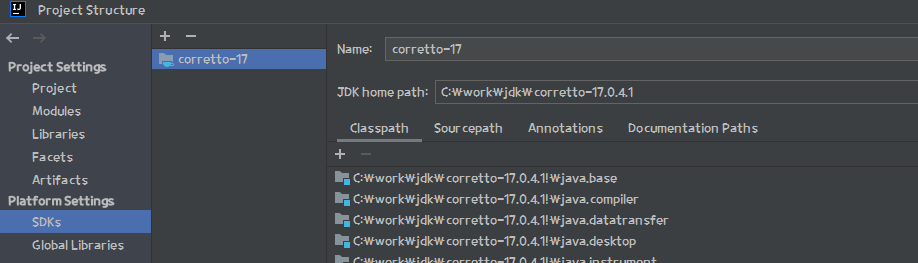 IJ Project Structure
Project Settings
Project
Modules
Libraries
Facets
Artifacts
Platform Settings
SDKs
Global Libraries
corretto-17
Name: corretto-17
JDK home path: C:₩work₩jdk₩corretto-17.0.4.1
Classpath Sourcepath Annotations Documentation Paths
C:₩work₩jdk₩corretto-17.0.4.1!₩java.base
C:₩work₩jdk₩corretto-17.0.4.1!₩java.compiler
C:₩work₩jdk₩corretto-17.0.4.1!₩java.datatransfer
C:₩work₩jdk₩corretto-17.0.4.1!₩java.desktop
C:₩work₩jdk₩corretto-17.0.4.1!₩java.instrument